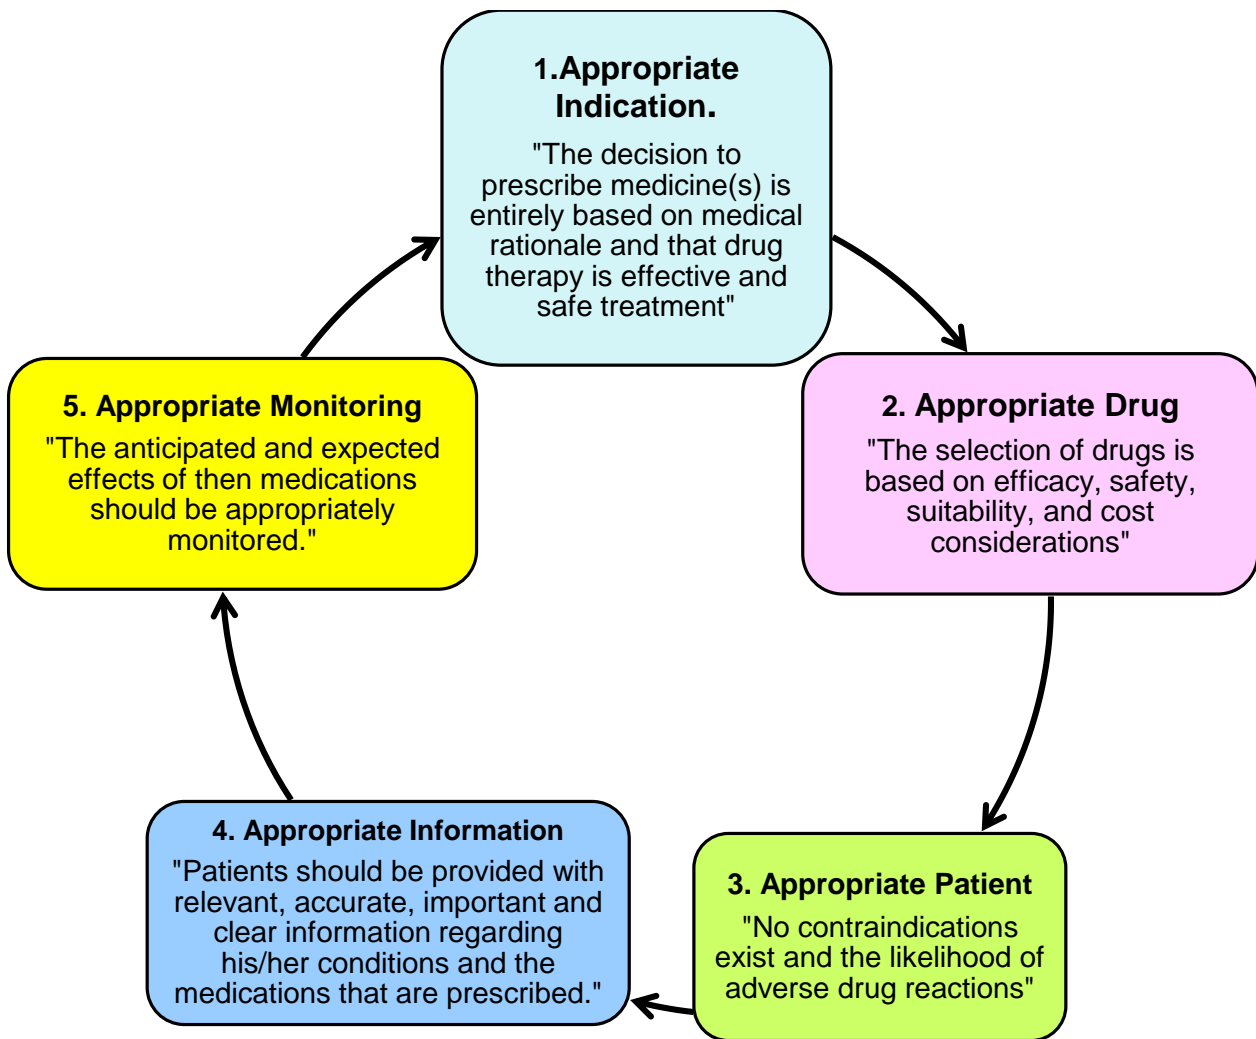 1.Appropriate
Indication.
"The decision to
prescribe medicine(s) is
entirely based on medical
rationale and that drug
therapy is effective and
safe treatment"
2. Appropriate Drug
"The selection of drugs is
based on efficacy, safety,
suitability, and cost
considerations"
3. Appropriate Patient
"No contraindications
exist and the likelihood of
adverse drug reactions"
4. Appropriate Information
"Patients should be provided with
relevant, accurate, important and
clear information regarding
his/her conditions and the
medications that are prescribed."
5. Appropriate Monitoring
"The anticipated and expected
effects of then medications
should be appropriately
monitored."